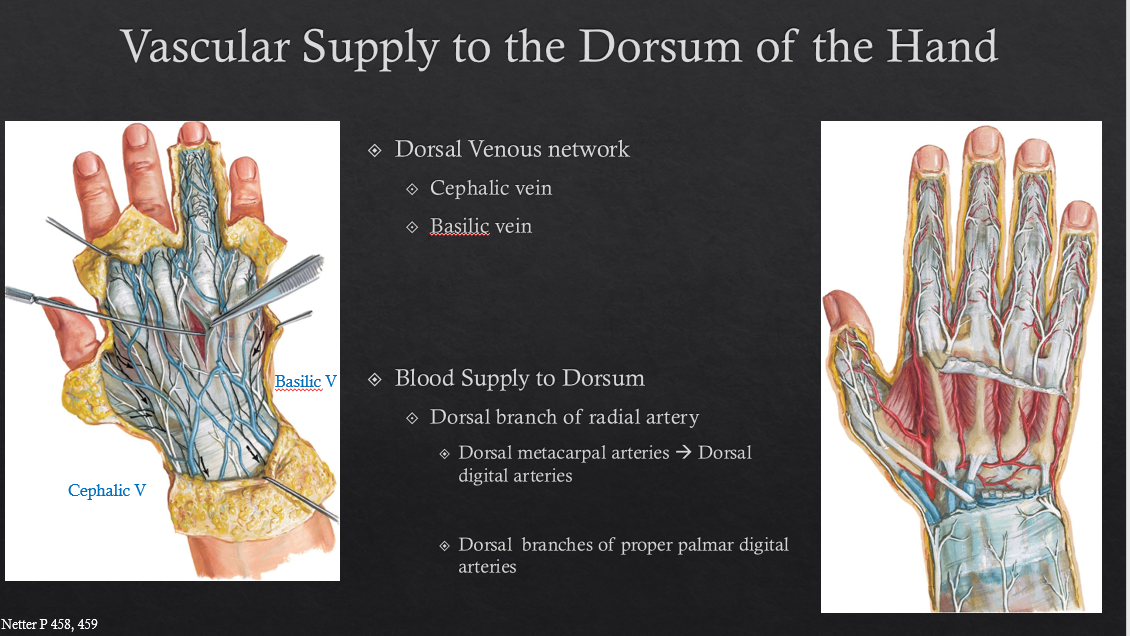 Vascular Supply to the Dorsum of the Hand
Dorsal Venous network
Cephalic vein
Basilic vein
Basilic V
Cephalic V
Blood Supply to Dorsum
Dorsal branch of radial artery
Dorsal metacarpal arteries → Dorsal
digital arteries
Dorsal branches of proper palmar digital
arteries
Netter P 458, 459